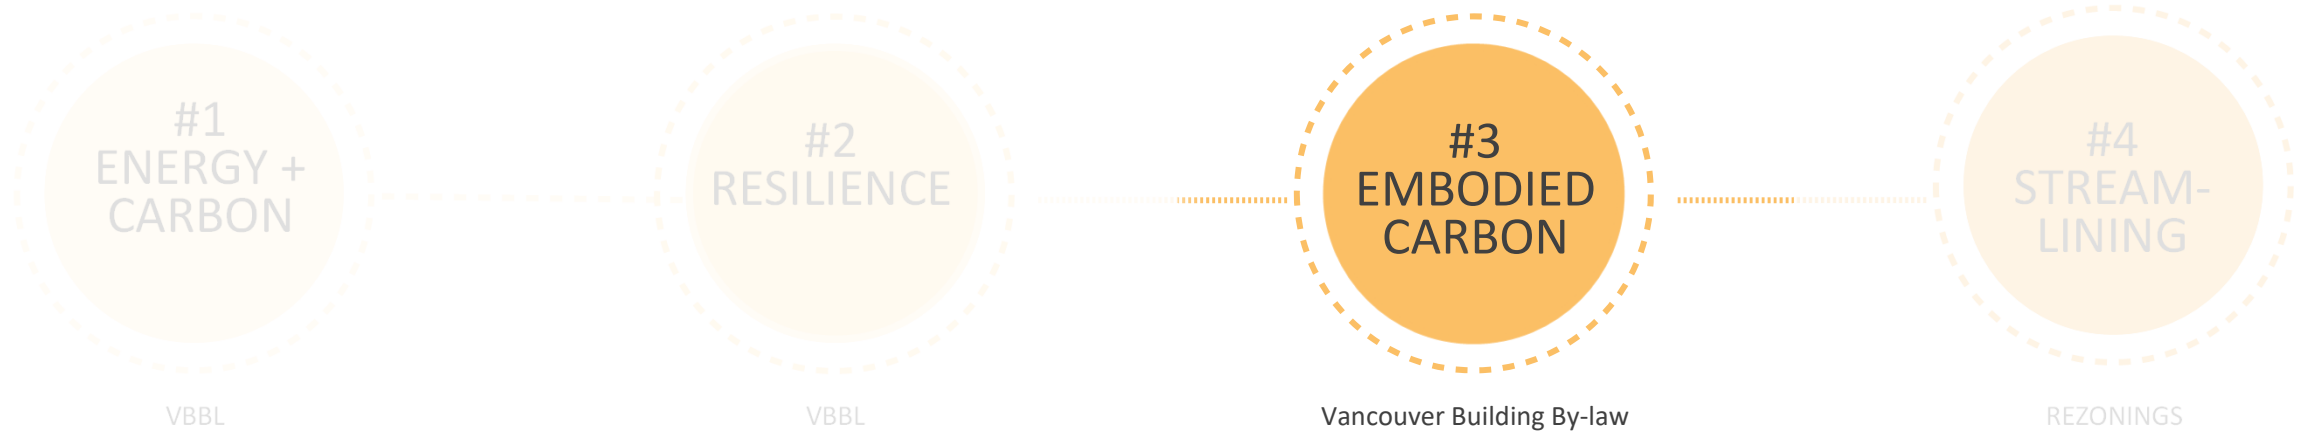 #1
ENERGY +
CARBON
VBBL
#2
RESILIENCE
VBBL
#3
EMBODIED
CARBON
Vancouver Building By-law
#4
STREAM-
LINING
REZONINGS